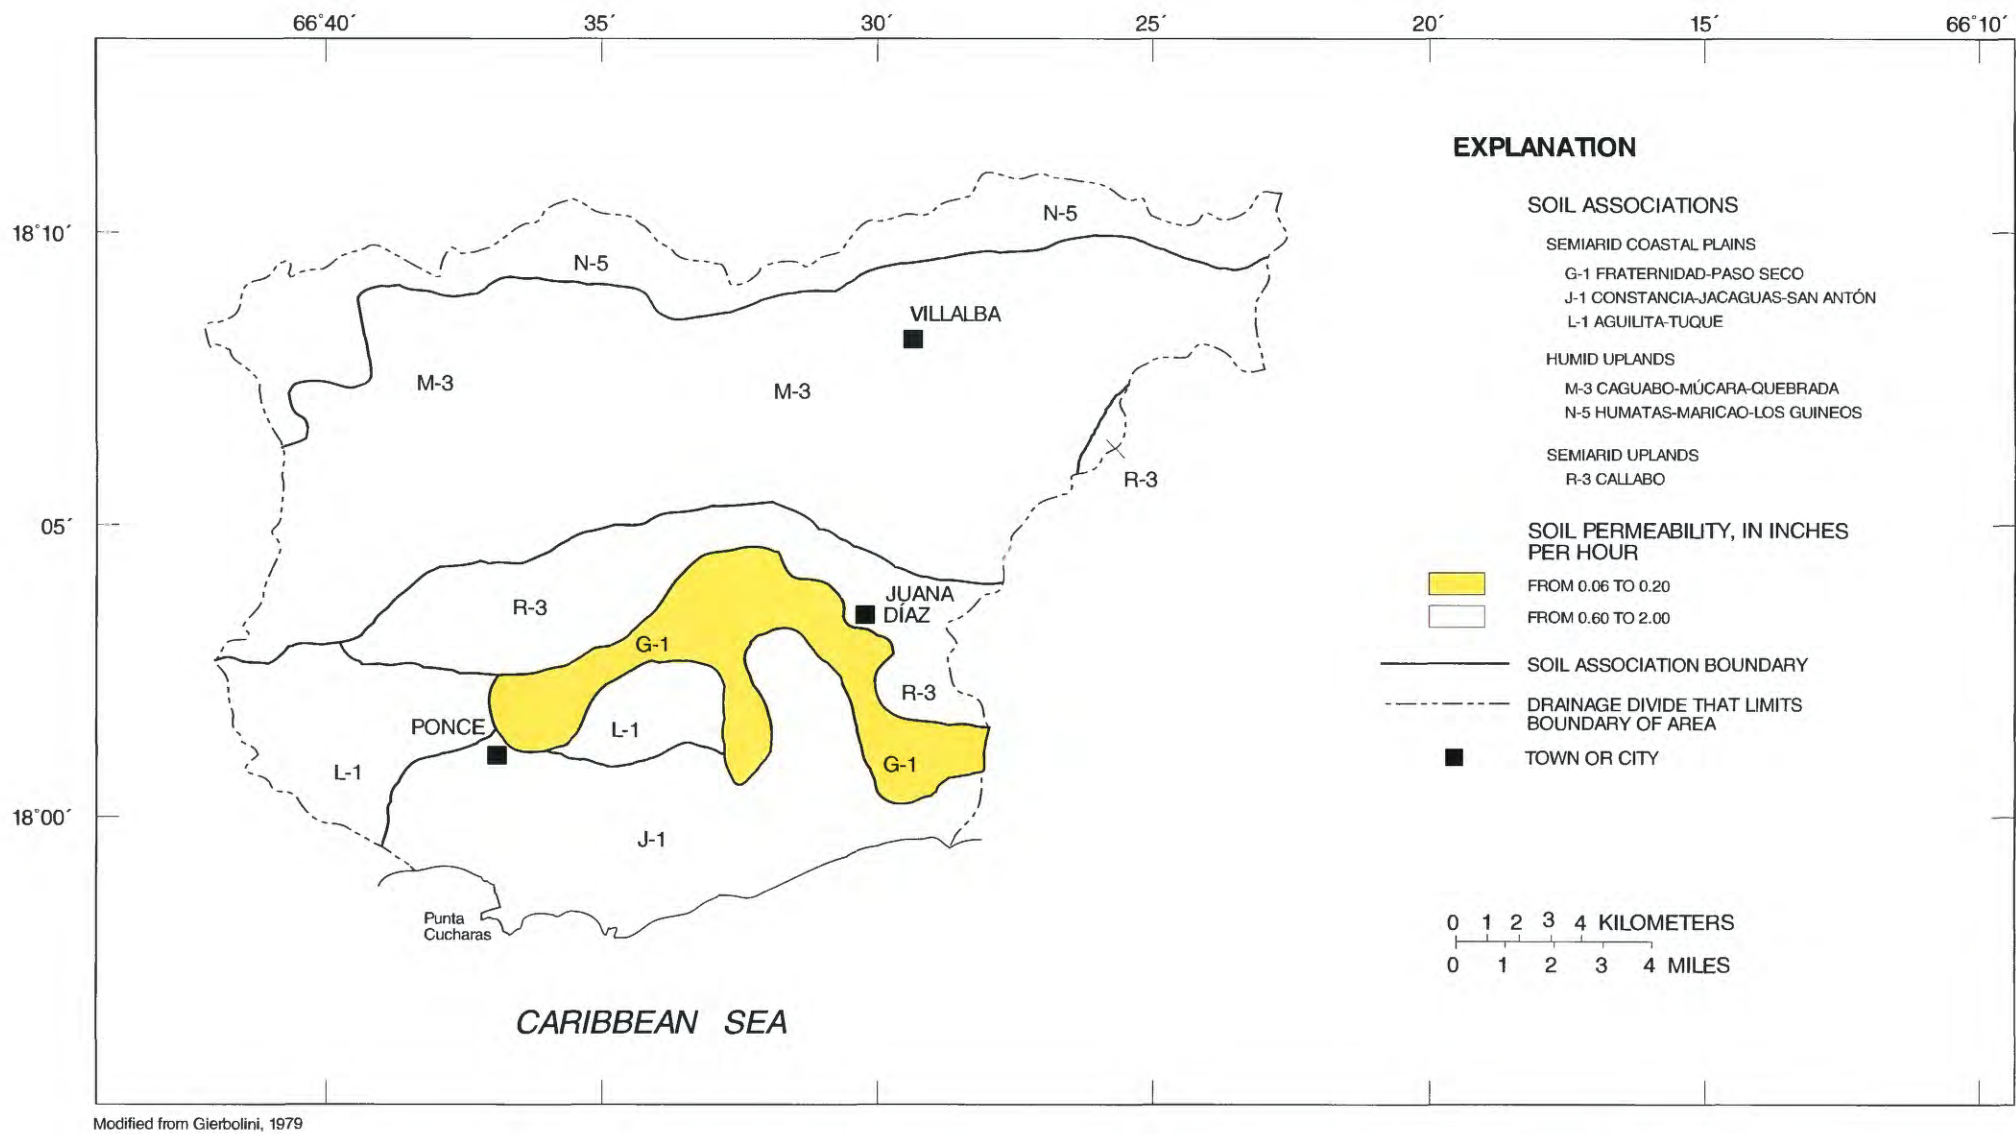 66°40′ 35′ 30′ 25′ 20′ 15′ 66°10′
18°10′
05′
18°00′
N-5
N-5
VILLALBA
M-3
M-3
R-3
JUANA
DÍAZ
R-3
G-1
R-3
PONCE
L-1
G-1
L-1
J-1
Punta
Cucharas
CARIBBEAN SEA
EXPLANATION
SOIL ASSOCIATIONS
SEMIARID COASTAL PLAINS
G-1 FRATERNIDAD-PASO SECO
J-1 CONSTANCIA-JACAGUAS-SAN ANTÓN
L-1 AGUILITA-TUQUE
HUMID UPLANDS
M-3 CAGUABO-MÚCARA-QUEBRADA
N-5 HUMATAS-MARICAO-LOS GUINEOS
SEMIARID UPLANDS
R-3 CALLABO
SOIL PERMEABILITY, IN INCHES
PER HOUR
FROM 0.06 TO 0.20
FROM 0.60 TO 2.00
SOIL ASSOCIATION BOUNDARY
DRAINAGE DIVIDE THAT LIMITS
BOUNDARY OF AREA
TOWN OR CITY
0 1 2 3 4 KILOMETERS
0 1 2 3 4 MILES
Modified from Gierbolini, 1979